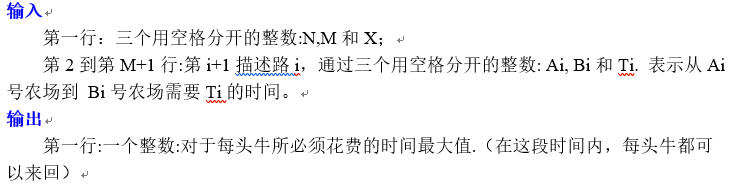 输入
第一行：三个用空格分开的整数:N,M 和 X；
第 2 到第 M+1 行:第 i+1 描述路 i，通过三个用空格分开的整数: Ai, Bi 和 Ti. 表示从 Ai
号农场到 Bi 号农场需要 Ti 的时间。
输出
第一行:一个整数:对于每头牛所必须花费的时间最大值.（在这段时间内，每头牛都可
以来回）